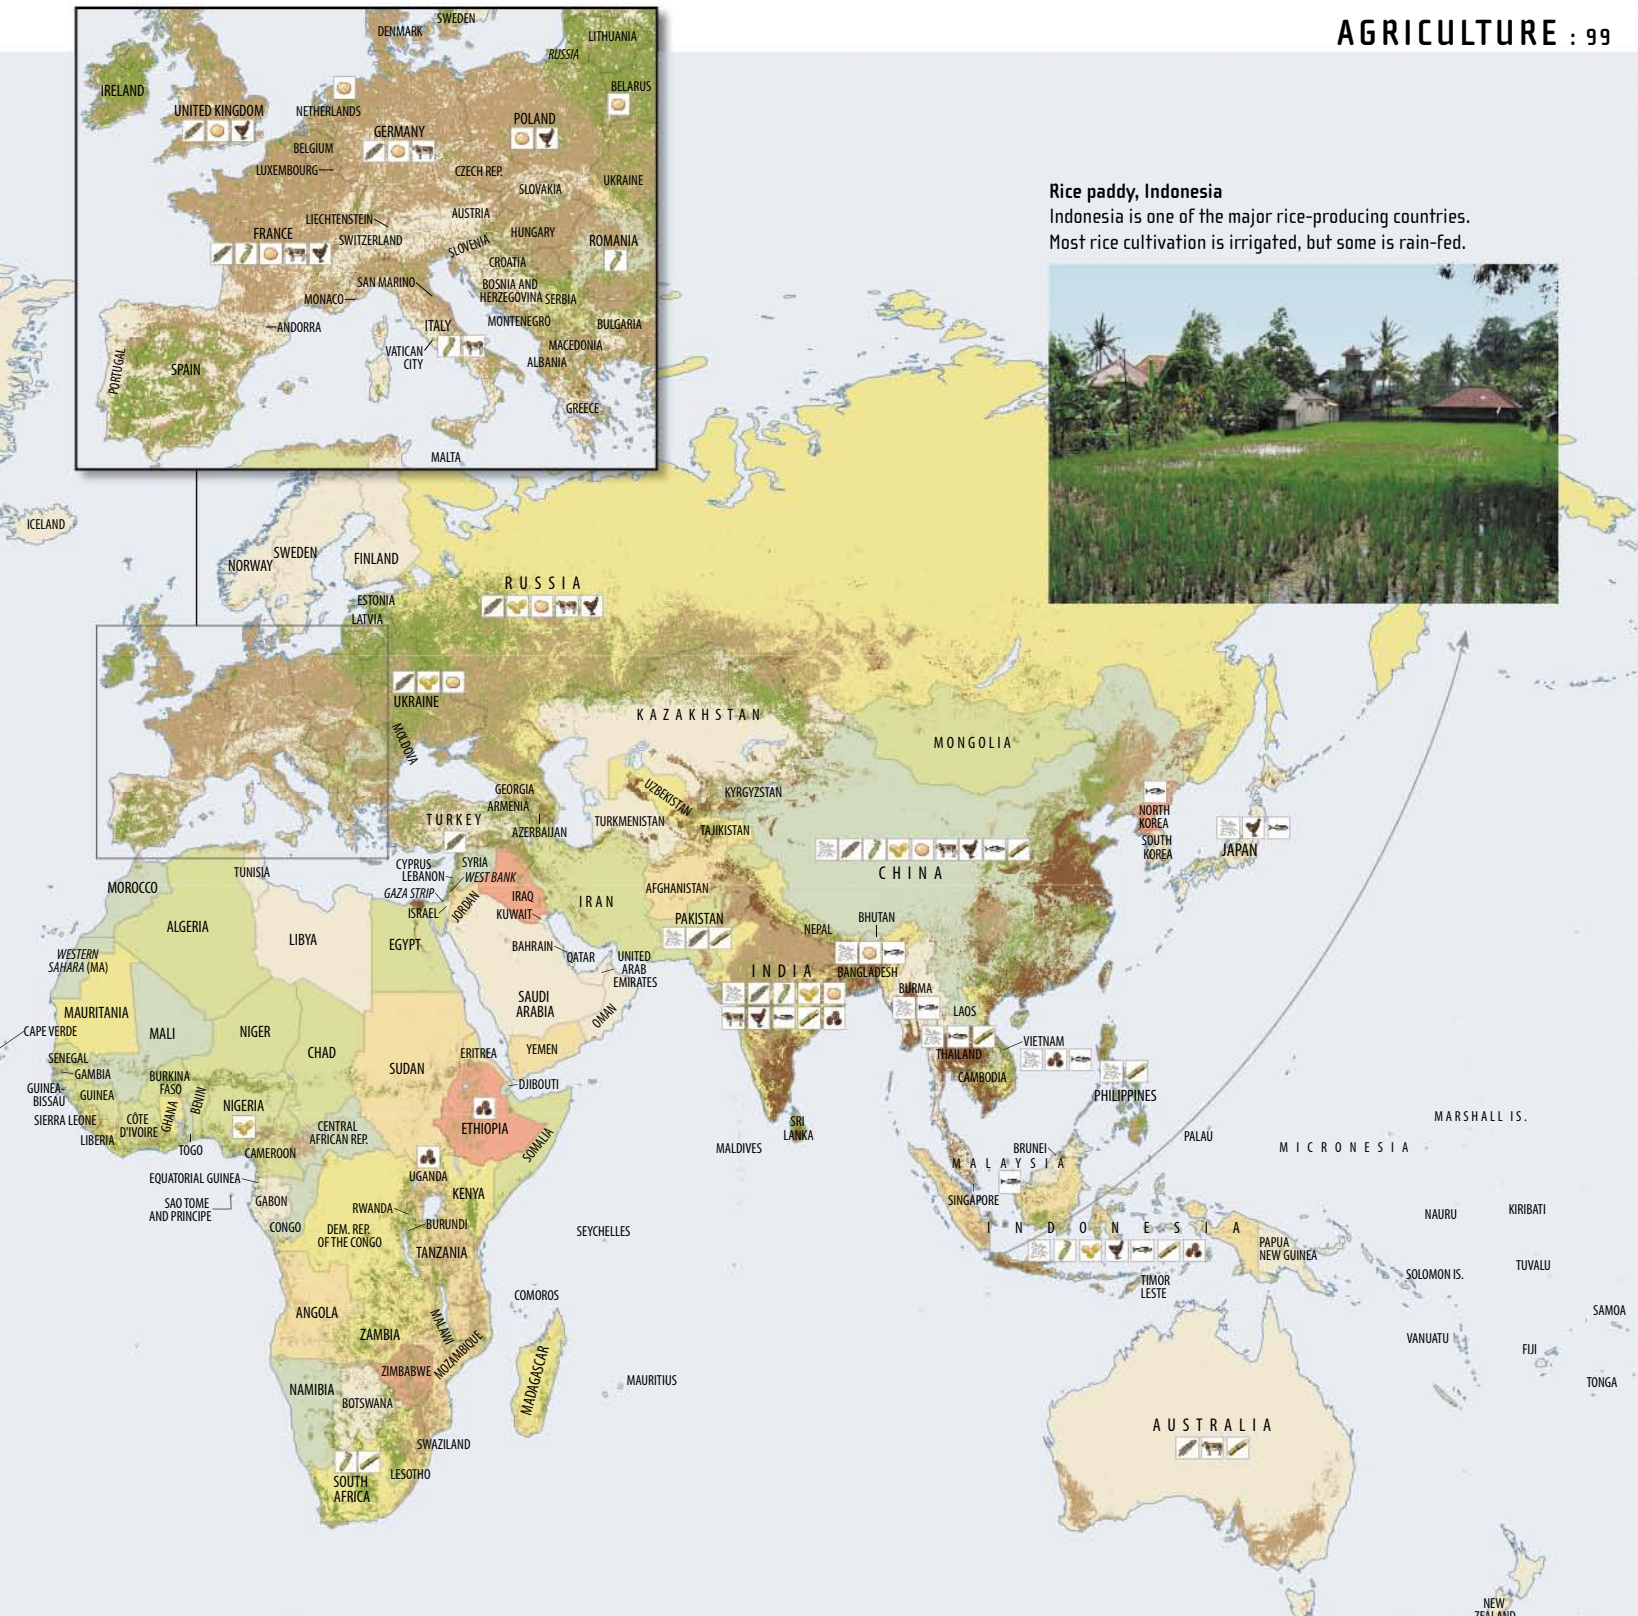 AGRICULTURE : 99
SWEDEN
DENMARK
LITHUANIA
RUSSIA
IRELAND
BELARUS
UNITED KINGDOM
NETHERLANDS
POLAND
GERMANY
BELGIUM
LUXEMBOURG
CZECH REP.
UKRAINE
SLOVAKIA
LIECHTENSTEIN
AUSTRIA
FRANCE
SWITZERLAND
HUNGARY
SLOVENIA
ROMANIA
CROATIA
SAN MARINO
BOSNIA AND
HERZEGOVINA
SERBIA
MONACO
ANDORRA
ITALY
MONTENEGRO
BULGARIA
VATICAN
CITY
MACEDONIA
ALBANIA
PORTUGAL
SPAIN
GREECE
MALTA
Rice paddy, Indonesia
Indonesia is one of the major rice-producing countries.
Most rice cultivation is irrigated, but some is rain-fed.
ICELAND
SWEDEN
NORWAY
FINLAND
RUSSIA
ESTONIA
LATVIA
UKRAINE
MOLDOVA
KAZAKHSTAN
MONGOLIA
GEORGIA
ARMENIA
UZBEKISTAN
KYRGYZSTAN
TURKEY
AZERBAIJAN
TURKMENISTAN
TAJIKISTAN
NORTH
KOREA
SOUTH
KOREA
JAPAN
CYPRUS
SYRIA
LEBANON
WEST BANK
GAZA STRIP
ISRAEL
JORDAN
IRAQ
KUWAIT
IRAN
AFGHANISTAN
CHINA
TUNISIA
MOROCCO
ALGERIA
LIBYA
EGYPT
BAHRAIN
QATAR
UNITED
ARAB
EMIRATES
PAKISTAN
NEPAL
BHUTAN
WESTERN
SAHARA (MA)
INDIA
BANGLADESH
BURMA
SAUDI
ARABIA
OMAN
LAOS
MAURITANIA
CAPE VERDE
MALI
NIGER
CHAD
SUDAN
ERITREA
YEMEN
THAILAND
VIETNAM
CAMBODIA
SENEGAL
GAMBIA
GUINEA-
BISSAU
GUINEA
BURKINA
FASO
BENIN
NIGERIA
DJIBOUTI
PHILIPPINES
SIERRA LEONE
CÔTE
D'IVOIRE
GHANA
LIBERIA
TOGO
CAMEROON
CENTRAL
AFRICAN REP.
ETHIOPIA
SOMALIA
SRI
LANKA
MALDIVES
MARSHALL IS.
PALAU
MICRONESIA
BRUNEI
MALAYSIA
SINGAPORE
EQUATORIAL GUINEA
SAO TOME
AND PRINCIPE
GABON
CONGO
UGANDA
KENYA
RWANDA
BURUNDI
DEM. REP.
OF THE CONGO
TANZANIA
SEYCHELLES
INDONESIA
PAPUA
NEW GUINEA
NAURU
KIRIBATI
TIMOR
LESTE
SOLOMON IS.
TUVALU
COMOROS
ANGOLA
ZAMBIA
MALAWI
MOZAMBIQUE
SAMOA
VANUATU
FIJI
TONGA
ZIMBABWE
NAMIBIA
BOTSWANA
MADAGASCAR
MAURITIUS
SWAZILAND
LESOTHO
SOUTH
AFRICA
AUSTRALIA
NEW
ZEALAND